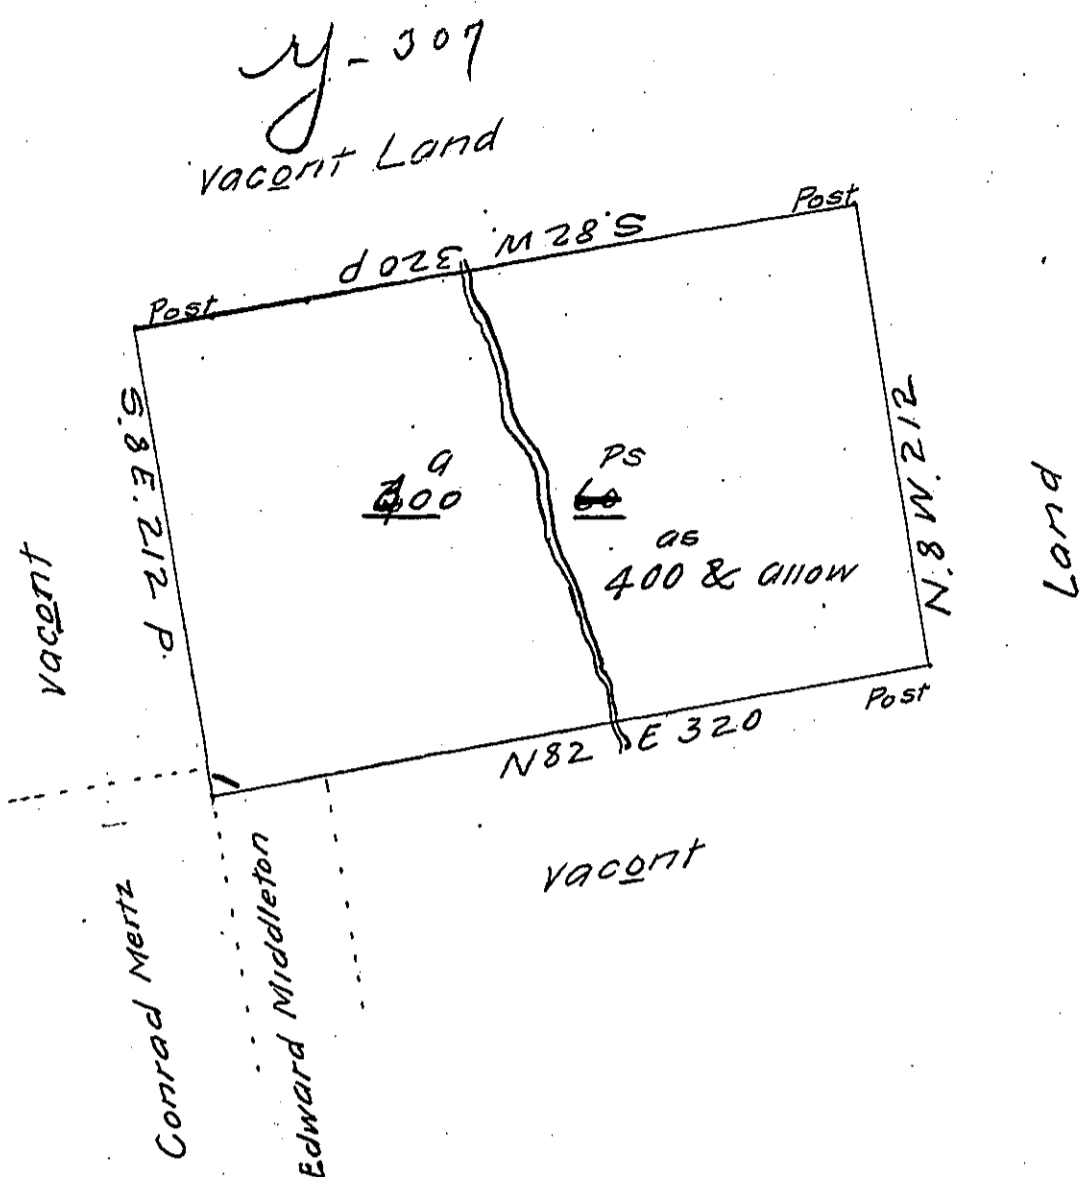 Y-307
Vacant Land
Post
S.82 W 320 P
Post
S.8 E. 212 P.
a
400
Ps
60
as
400 & allow
N.8 W. 212
Land
vacant
Post
N82 E 320
vacant
Conrad Mertz
Edward Middleton